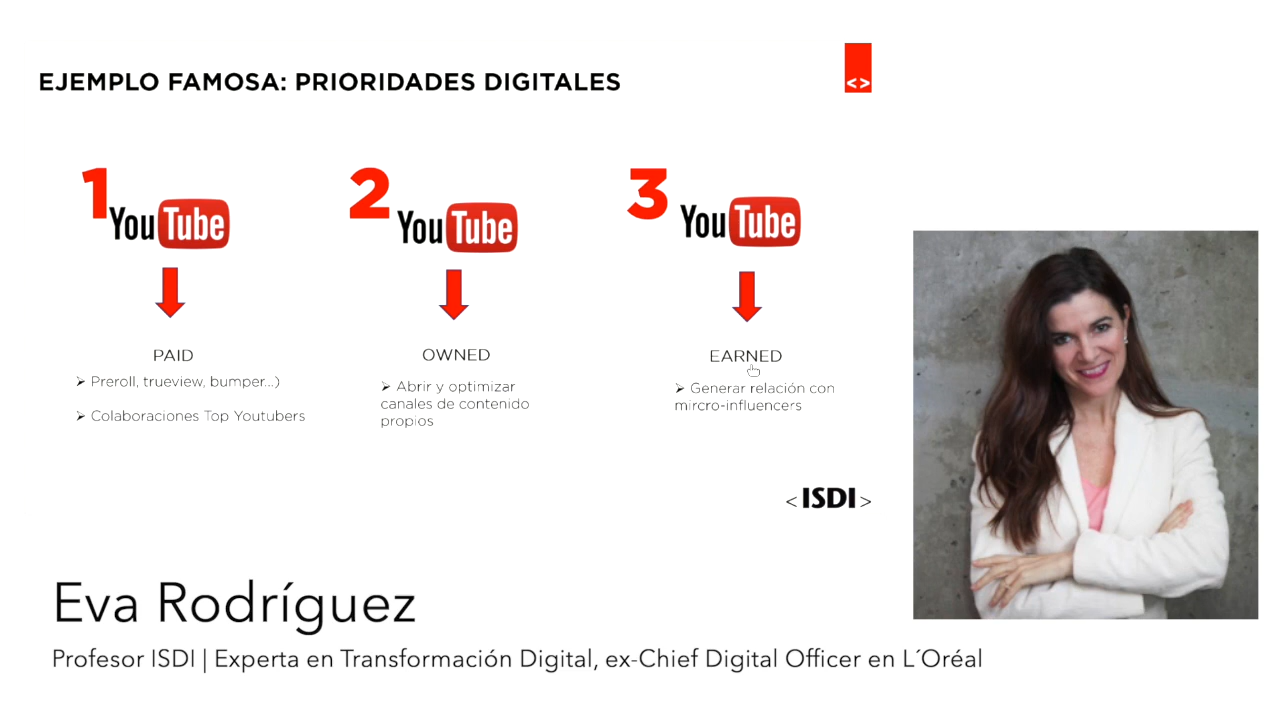 EJEMPLO FAMOSA: PRIORIDADES DIGITALES
<>
1
YouTube
2
YouTube
3
YouTube
PAID
➢ Preroll, trueview, bumper...)
➢ Colaboraciones Top Youtubers
OWNED
➢ Abrir y optimizar
canales de contenido
propios
EARNED
➢ Generar relación con
mircro-influencers
<ISDI>
Eva Rodríguez
Profesor ISDI | Experta en Transformación Digital, ex-Chief Digital Officer en L´Oréal